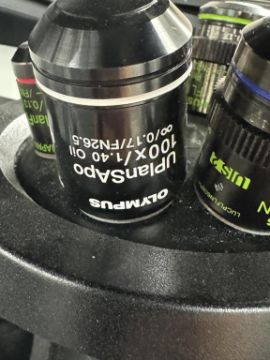 OLYMPUS
UPlanSApo
100x/1.40 Oil
∞/0.17/FN26.5
UIS2